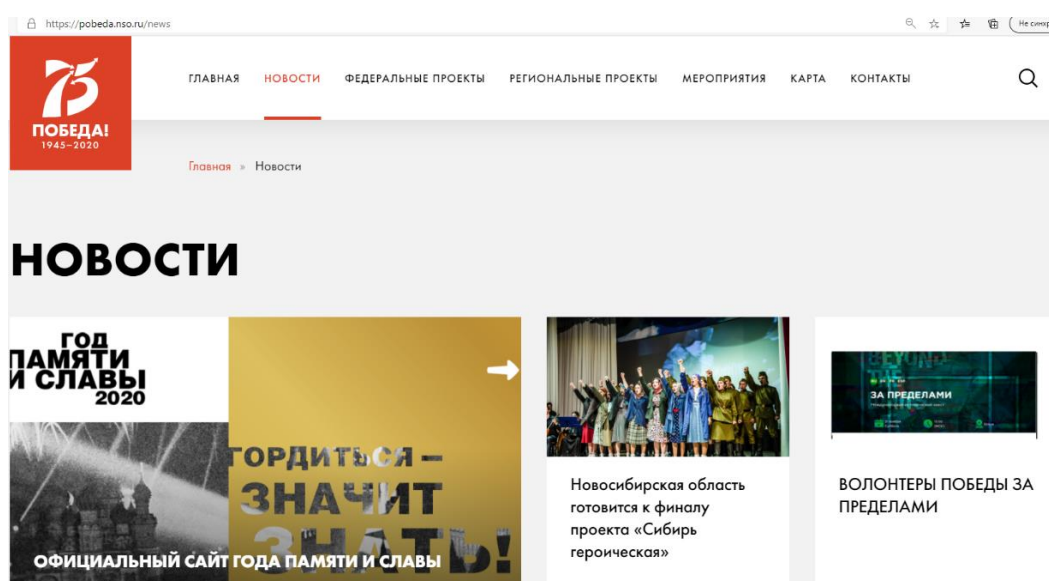 https://pobeda.nso.ru/news
75
ПОБЕДА!
1945–2020
ГЛАВНАЯ НОВОСТИ ФЕДЕРАЛЬНЫЕ ПРОЕКТЫ РЕГИОНАЛЬНЫЕ ПРОЕКТЫ МЕРОПРИЯТИЯ КАРТА КОНТАКТЫ
Главная » Новости
НОВОСТИ
ГОД
ПАМЯТИ
И СЛАВЫ
2020
ГОРДИТЬСЯ –
ЗНАЧИТ
ЗНАТЬ!
ОФИЦИАЛЬНЫЙ САЙТ ГОДА ПАМЯТИ И СЛАВЫ
Новосибирская область
готовится к финалу
проекта «Сибирь
героическая»
BEYOND
THE
ЗА ПРЕДЕЛАМИ
ВОЛОНТЕРЫ ПОБЕДЫ ЗА
ПРЕДЕЛАМИ